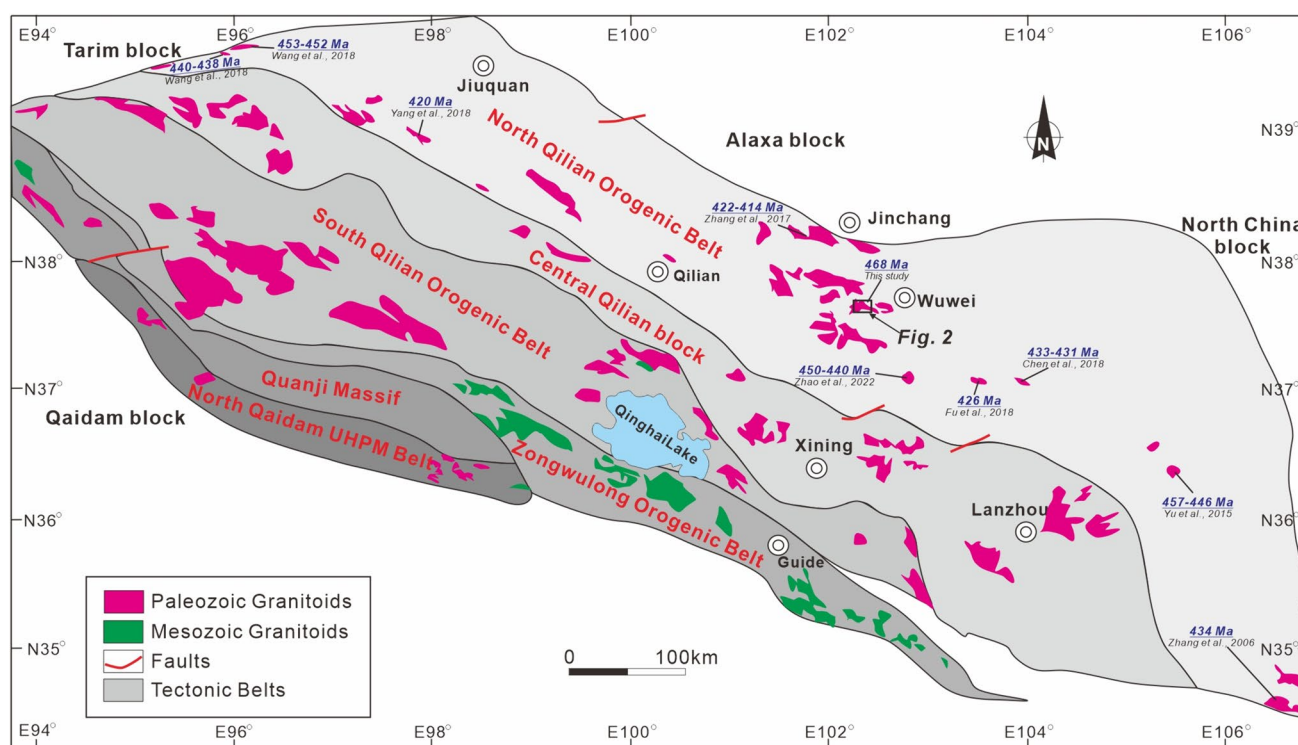 E94° E96° E98° E100° E102° E104° E106°
Tarim block
453-452 Ma
Wang et al., 2018
440-438 Ma
Wang et al., 2018
Jiuquan
420 Ma
Yang et al., 2018
N39°
North Qilian Orogenic Belt
Alaxa block
N
422-414 Ma
Zhang et al., 2017
Jinchang
North China
block
N38°
N38°
South Qilian Orogenic Belt
Central Qilian block
Qilian
468 Ma
This study
Wuwei
Fig. 2
450-440 Ma
Zhao et al., 2022
433-431 Ma
Chen et al., 2018
426 Ma
Fu et al., 2018
N37°
N37°
Quanji Massif
Qaidam block
North Qaidam UHPM Belt
QinghaiLake
Zongwulong Orogenic Belt
Xining
457-446 Ma
Yu et al., 2015
Lanzhou
N36°
N36°
Guide
Paleozoic Granitoids
Mesozoic Granitoids
Faults
Tectonic Belts
0 100km
434 Ma
Zhang et al., 2006
N35°
N35°
E94° E96° E98° E100° E102° E104° E106°